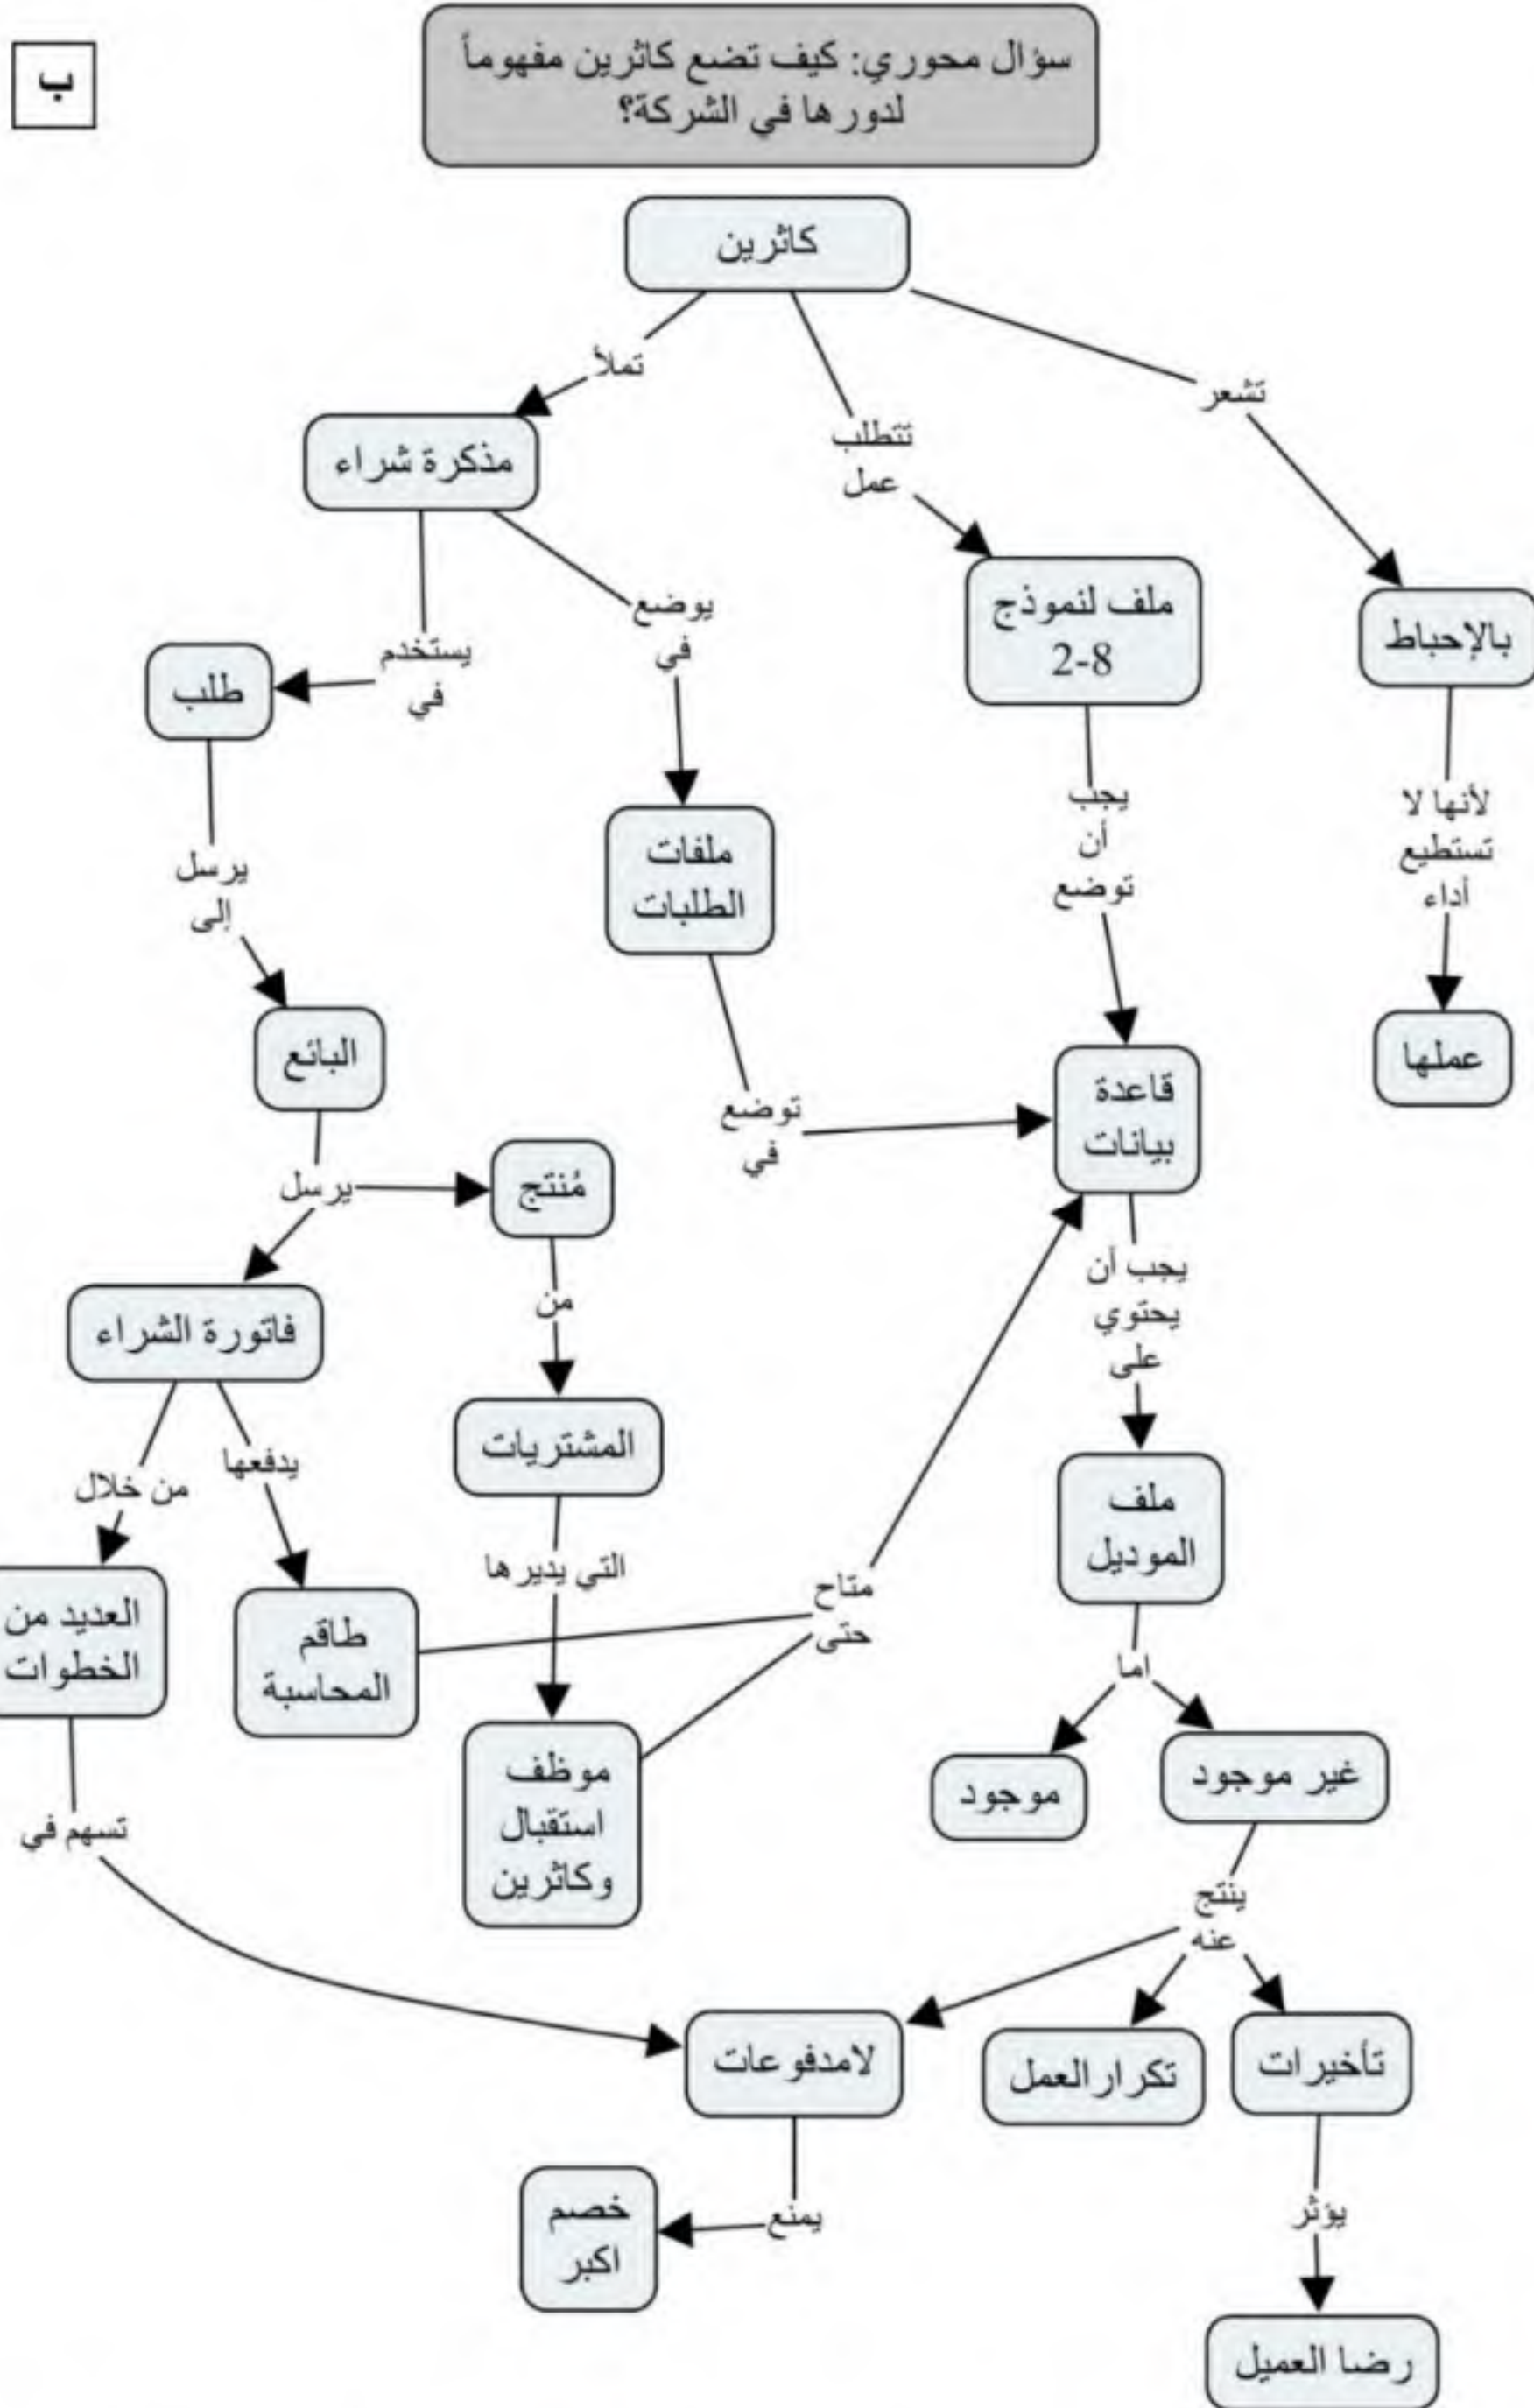 ب
سؤال محوري: كيف تضع كاثرين مفهوماً
لدورها في الشركة؟
كاثرين
تشعر
تملأ
تتطلب
عمل
مذكرة شراء
ملف لنموذج
2-8
بالإحباط
يوضع
في
يستخدم
في
طلب
لأنها لا
تستطيع
أداء
يجب
أن
توضع
ملفات
الطلبات
يرسل
إلى
عملها
البائع
قاعدة
بيانات
توضع
في
يرسل
مُنتج
يجب أن
يحتوي
على
من
فاتورة الشراء
المشتريات
يدفعها
من خلال
ملف
الموديل
التي يديرها
متاح
حتى
العديد من
الخطوات
طاقم
المحاسبة
اما
موظف
استقبال
وكاثرين
غير موجود
موجود
تسهم في
ينتج
عنه
تأخيرات
تكرار العمل
لامدفوعات
يمنع
خصم
اكبر
يؤثر
رضا العميل